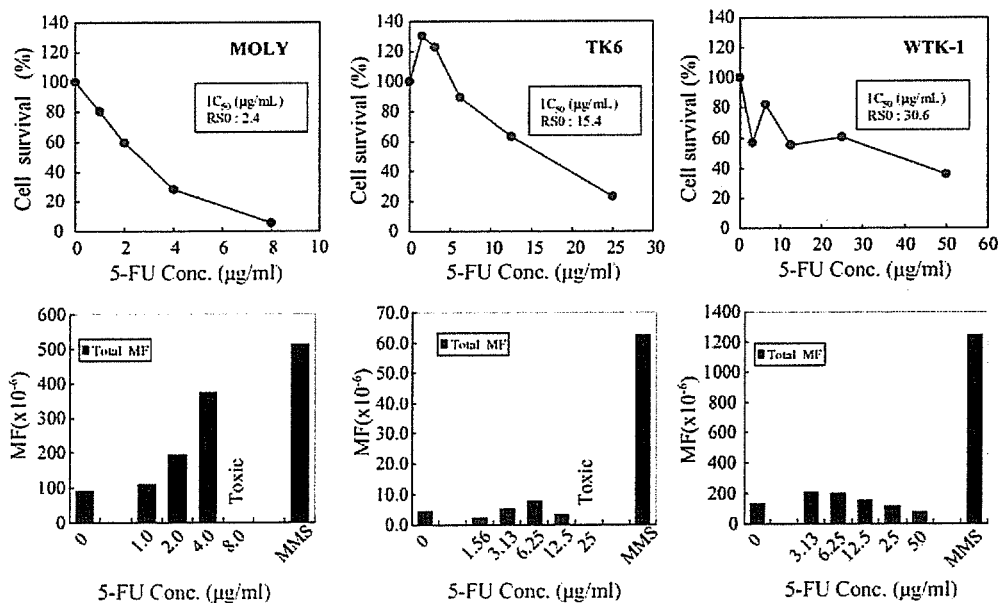 MOLY
Cell survival (%)
140
120
100
80
60
40
20
0
IC50 (µg/mL)
RS0 : 2.4
0 2 4 6 8 10
5-FU Conc. (µg/ml)
TK6
Cell survival (%)
140
120
100
80
60
40
20
0
IC50 (µg/mL)
RS0 : 15.4
0 5 10 15 20 25 30
5-FU Conc. (µg/ml)
WTK-1
Cell survival (%)
140
120
100
80
60
40
20
0
IC50 (µg/mL)
RS0 : 30.6
0 10 20 30 40 50 60
5-FU Conc. (µg/ml)
MF(x10-6)
600
500
400
300
200
100
0
Total MF
Toxic
0 1.0 2.0 4.0 8.0 MMS
5-FU Conc. (µg/ml)
MF(x10-6)
70.0
60.0
50.0
40.0
30.0
20.0
10.0
0.0
Total MF
Toxic
0 1.56 3.13 6.25 12.5 25 MMS
5-FU Conc. (µg/ml)
MF(x10-6)
1400
1200
1000
800
600
400
200
0
Total MF
0 3.13 6.25 12.5 25 50 MMS
5-FU Conc. (µg/ml)